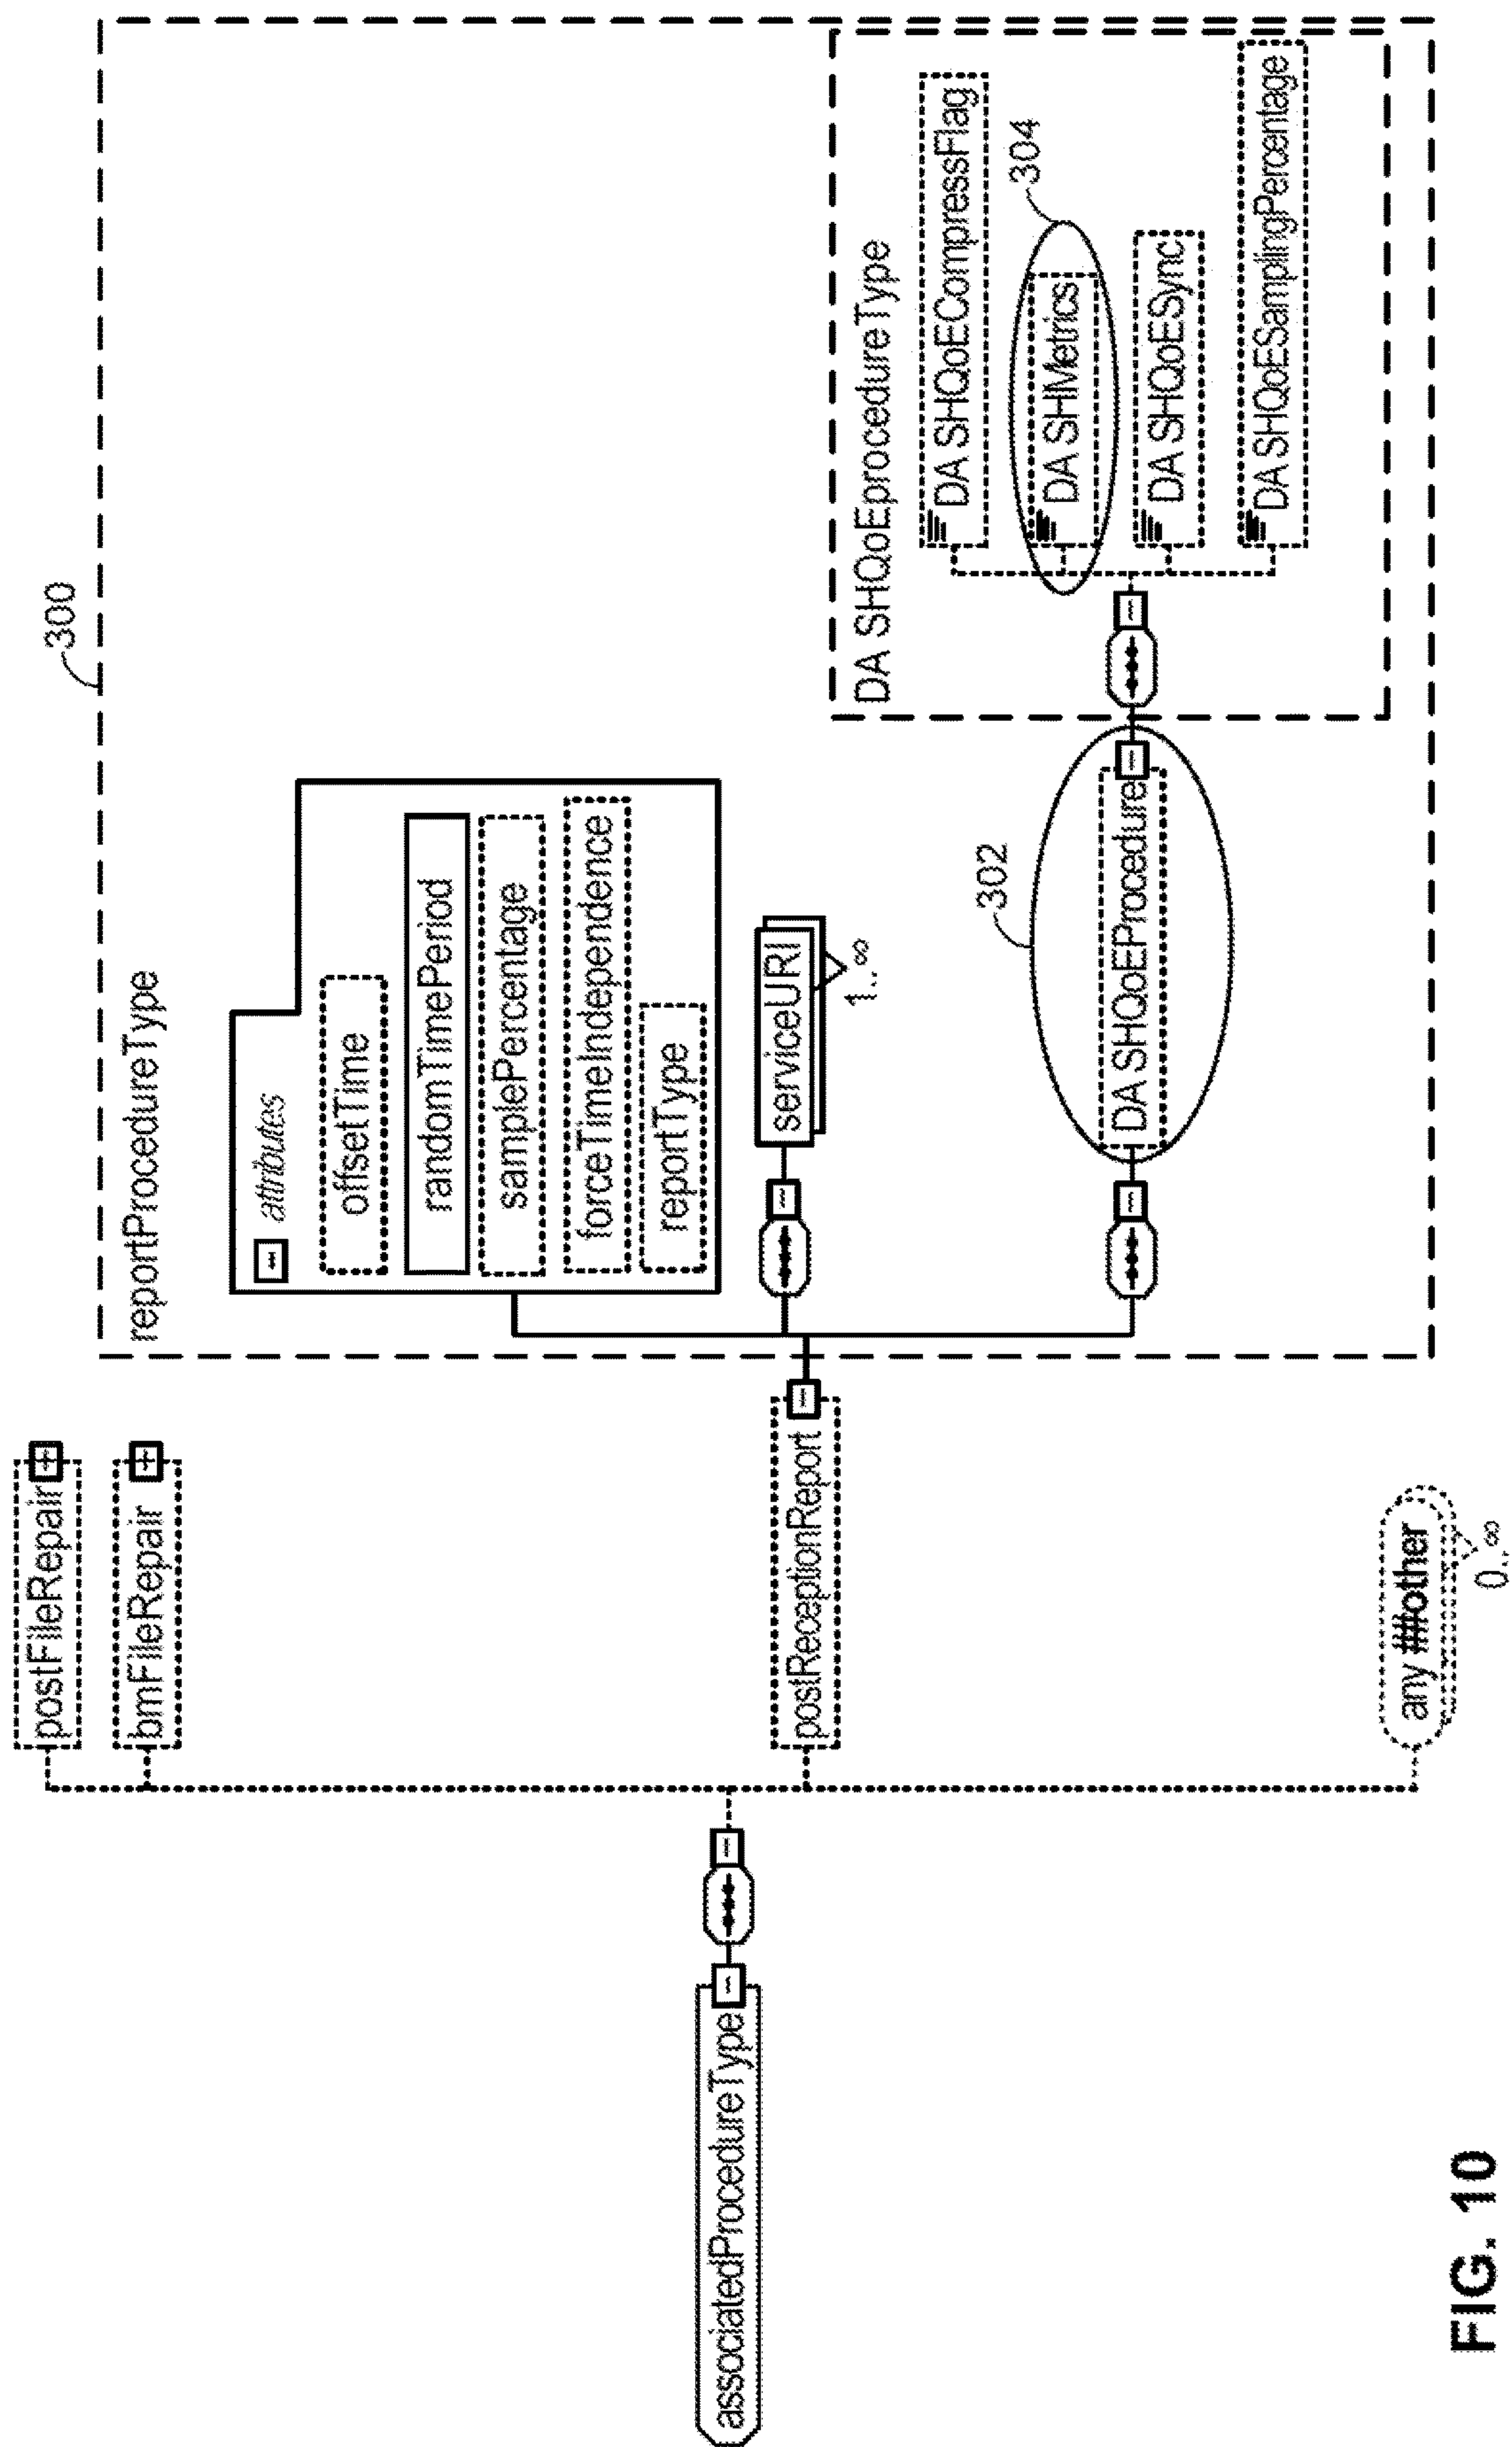 300
reportProcedureType
attributes
offsetTime
randomTimePeriod
samplePercentage
forceTimeIndependence
reportType
serviceURI
1..∞
302
DA SHQoEProcedure
DA SHQoEprocedureType
DA SHQoECompressFlag
304
DA SHMetrics
DA SHQoESync
DA SHQoESamplingPercentage
postFileRepair
bmFileRepair
postReceptionReport
any ##other
0..∞
associatedProcedureType
FIG. 10